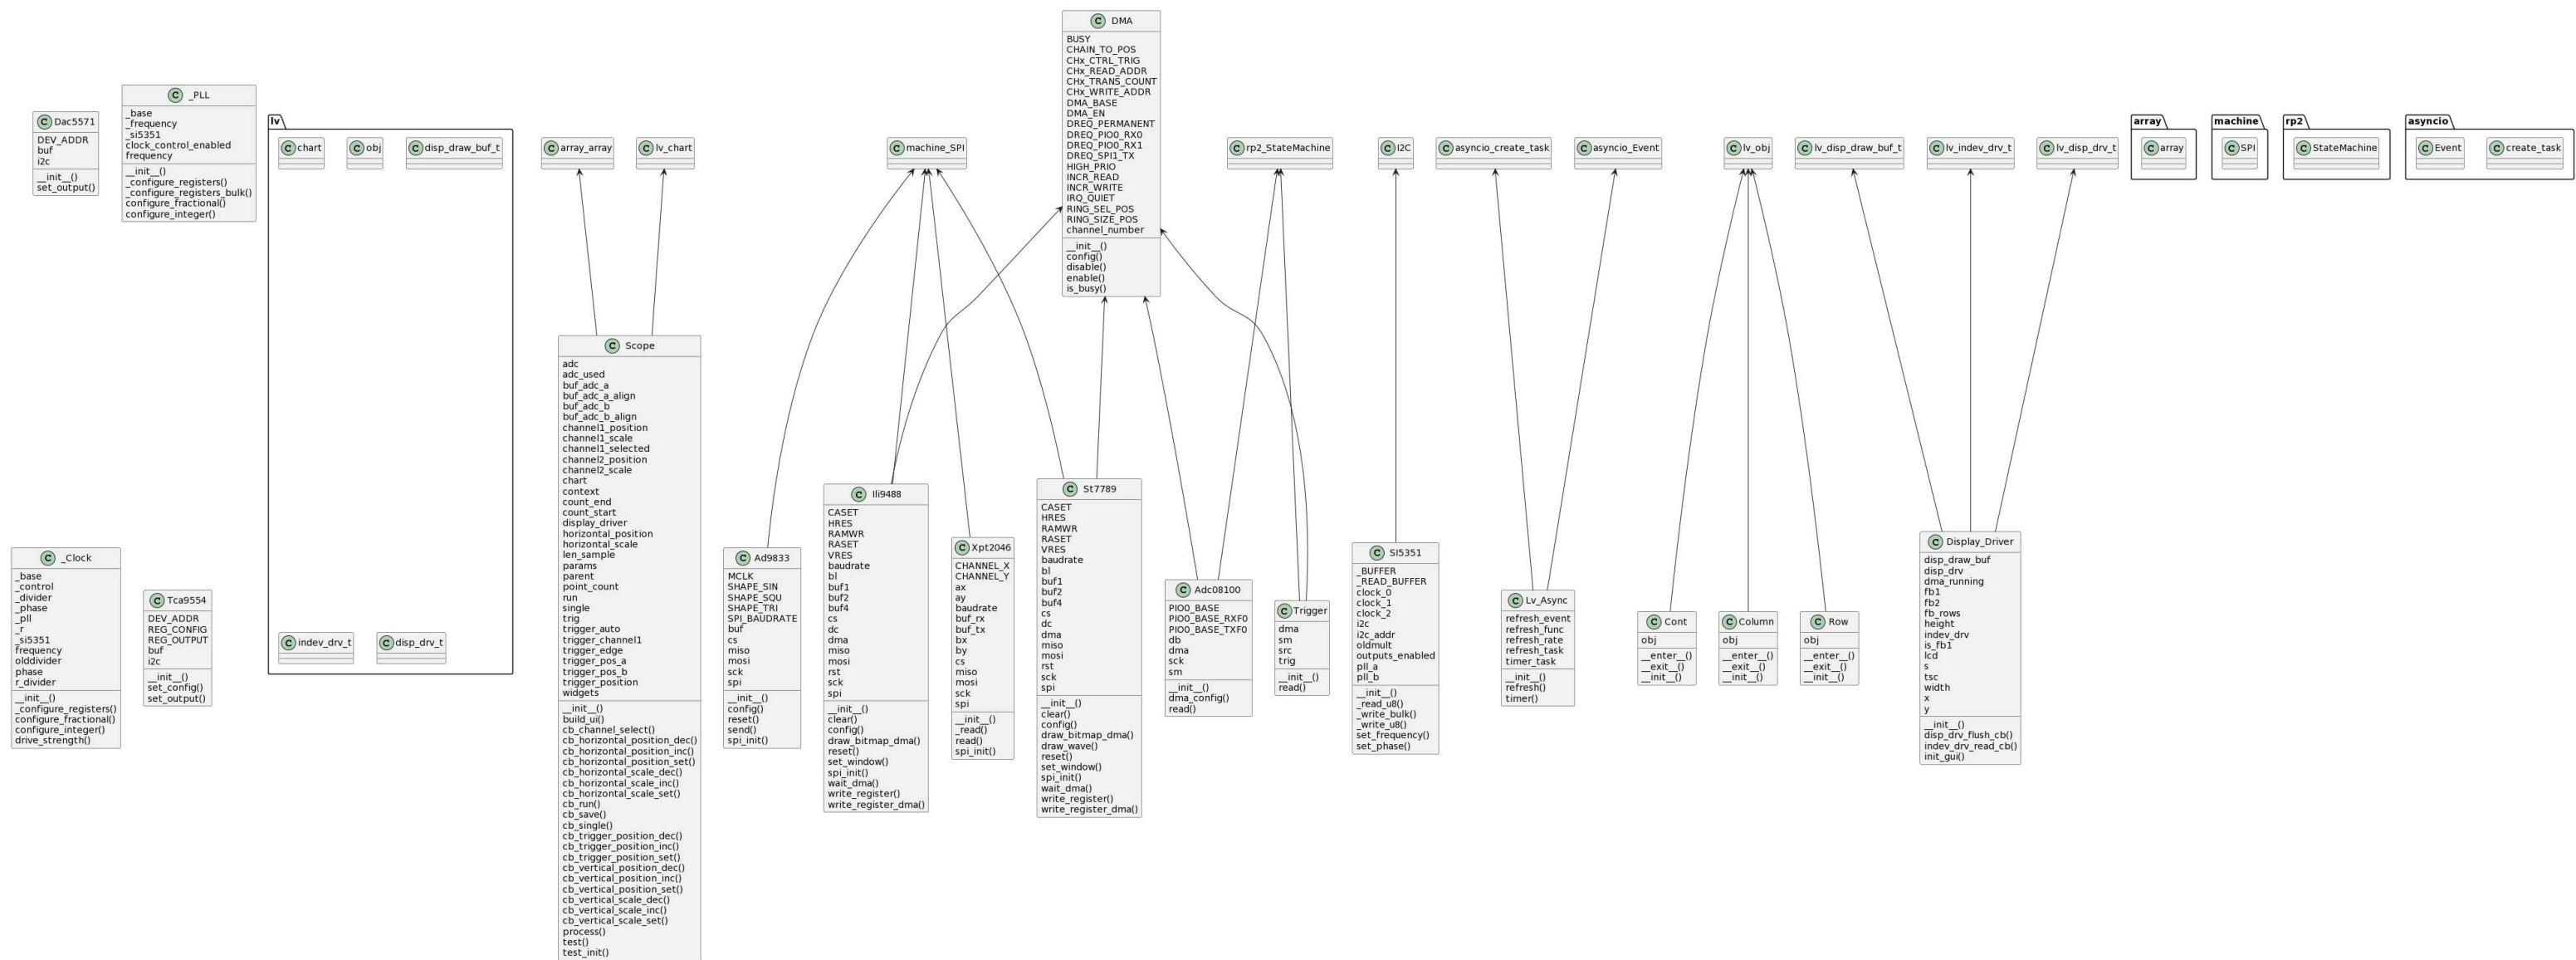 C Dac5571
DEV_ADDR
buf
i2c
__init__()
set_output()
C _PLL
_base
_frequency
_si5351
clock_control_enabled
frequency
__init__()
_configure_registers()
_configure_registers_bulk()
configure_fractional()
configure_integer()
lv
C chart
C obj
C disp_draw_buf_t
C indev_drv_t
C disp_drv_t
C array_array
C lv_chart
C machine_SPI
C DMA
BUSY
CHAIN_TO_POS
CHx_CTRL_TRIG
CHx_READ_ADDR
CHx_TRANS_COUNT
CHx_WRITE_ADDR
DMA_BASE
DMA_EN
DREQ_PERMANENT
DREQ_PIO0_RX0
DREQ_PIO0_RX1
DREQ_SPI1_TX
HIGH_PRIO
INCR_READ
INCR_WRITE
IRQ_QUIET
RING_SEL_POS
RING_SIZE_POS
channel_number
__init__()
config()
disable()
enable()
is_busy()
C rp2_StateMachine
C I2C
C asyncio_create_task
C asyncio_Event
C lv_obj
C lv_disp_draw_buf_t
C lv_indev_drv_t
C lv_disp_drv_t
array
C array
machine
C SPI
rp2
C StateMachine
asyncio
C Event
C create_task
C _Clock
_base
_control
_divider
_phase
_pll
_r
_si5351
frequency
olddivider
phase
r_divider
__init__()
_configure_registers()
configure_fractional()
configure_integer()
drive_strength()
C Tca9554
DEV_ADDR
REG_CONFIG
REG_OUTPUT
buf
i2c
__init__()
set_config()
set_output()
C Scope
adc
adc_used
buf_adc_a
buf_adc_a_align
buf_adc_b
buf_adc_b_align
channel1_position
channel1_scale
channel1_selected
channel2_position
channel2_scale
chart
context
count_end
count_start
display_driver
horizontal_position
horizontal_scale
len_sample
params
parent
point_count
run
single
trig
trigger_auto
trigger_channel1
trigger_edge
trigger_pos_a
trigger_pos_b
trigger_position
widgets
__init__()
build_ui()
cb_channel_select()
cb_horizontal_position_dec()
cb_horizontal_position_inc()
cb_horizontal_position_set()
cb_horizontal_scale_dec()
cb_horizontal_scale_inc()
cb_horizontal_scale_set()
cb_run()
cb_save()
cb_single()
cb_trigger_position_dec()
cb_trigger_position_inc()
cb_trigger_position_set()
cb_vertical_position_dec()
cb_vertical_position_inc()
cb_vertical_position_set()
cb_vertical_scale_dec()
cb_vertical_scale_inc()
cb_vertical_scale_set()
process()
test()
test_init()
C Ad9833
MCLK
SHAPE_SIN
SHAPE_SQU
SHAPE_TRI
SPI_BAUDRATE
buf
cs
miso
mosi
sck
spi
__init__()
config()
reset()
send()
spi_init()
C Ili9488
CASET
HRES
RAMWR
RASET
VRES
baudrate
bl
buf1
buf2
buf4
cs
dc
dma
miso
mosi
rst
sck
spi
__init__()
clear()
config()
draw_bitmap_dma()
reset()
set_window()
spi_init()
wait_dma()
write_register()
write_register_dma()
C Xpt2046
CHANNEL_X
CHANNEL_Y
ax
ay
baudrate
buf_rx
buf_tx
bx
by
cs
miso
mosi
sck
spi
__init__()
_read()
read()
spi_init()
C St7789
CASET
HRES
RAMWR
RASET
VRES
baudrate
bl
buf1
buf2
buf4
cs
dc
dma
miso
mosi
rst
sck
spi
__init__()
clear()
config()
draw_bitmap_dma()
draw_wave()
reset()
set_window()
spi_init()
wait_dma()
write_register()
write_register_dma()
C Adc08100
PIO0_BASE
PIO0_BASE_RXF0
PIO0_BASE_TXF0
db
dma
sck
sm
__init__()
dma_config()
read()
C Trigger
dma
sm
src
trig
__init__()
read()
C SI5351
_BUFFER
_READ_BUFFER
clock_0
clock_1
clock_2
i2c
i2c_addr
oldmult
outputs_enabled
pll_a
pll_b
__init__()
_read_u8()
_write_bulk()
_write_u8()
set_frequency()
set_phase()
C Lv_Async
refresh_event
refresh_func
refresh_rate
refresh_task
timer_task
__init__()
refresh()
timer()
C Cont
obj
__enter__()
__exit__()
__init__()
C Column
obj
__enter__()
__exit__()
__init__()
C Row
obj
__enter__()
__exit__()
__init__()
C Display_Driver
disp_draw_buf
disp_drv
dma_running
fb1
fb2
fb_rows
height
indev_drv
is_fb1
lcd
s
tsc
width
x
y
__init__()
disp_drv_flush_cb()
indev_drv_read_cb()
init_gui()